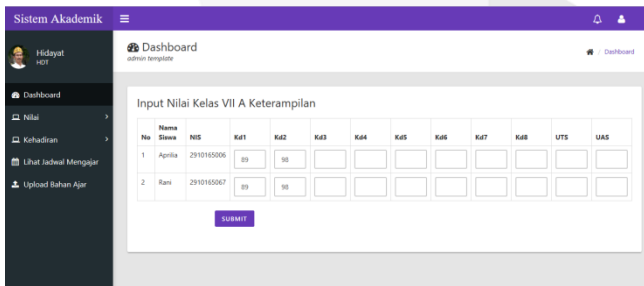 Sistem Akademik
Hidayat
HDT
Dashboard
Nilai
Kehadiran
Lihat Jadwal Mengajar
Upload Bahan Ajar
Dashboard
admin template
/ Dashboard
Input Nilai Kelas VII A Keterampilan
No Nama Siswa NIS Kd1 Kd2 Kd3 Kd4 Kd5 Kd6 Kd7 Kd8 UTS UAS
1 Aprilia 2910165006 89 98
2 Rani 2910165067 89 98
SUBMIT